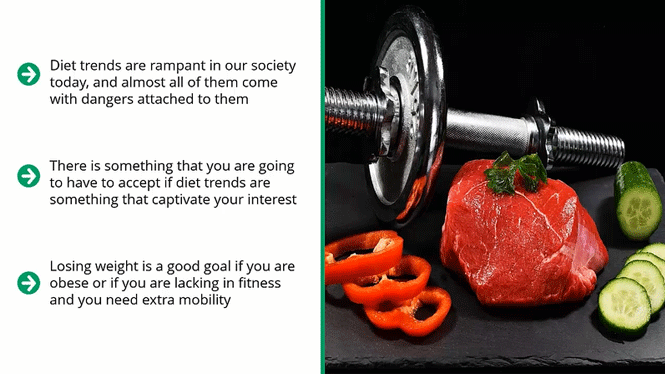 Diet trends are rampant in our society
today, and almost all of them come
with dangers attached to them
There is something that you are going
to have to accept if diet trends are
something that captivate your interest
Losing weight is a good goal if you are
obese or if you are lacking in fitness
and you need extra mobility